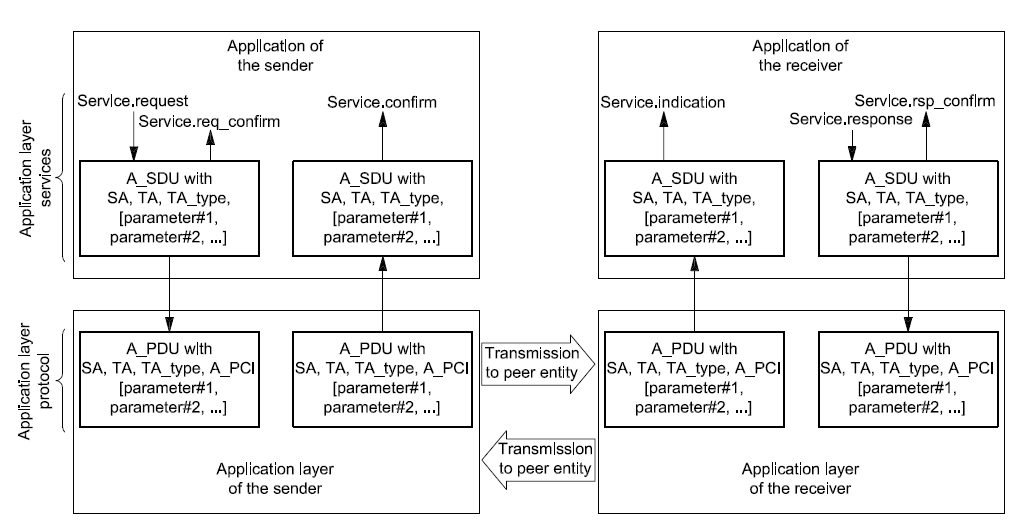 Application of
the sender
Application of
the receiver
Service.request
Service.req_confirm
Service.confirm
Service.indication
Service.rsp_confirm
Service.response
Application layer
services
A_SDU with
SA, TA, TA_type,
[parameter#1,
parameter#2, ...]
A_SDU with
SA, TA, TA_type,
[parameter#1,
parameter#2, ...]
A_SDU with
SA, TA, TA_type,
[parameter#1,
parameter#2, ...]
A_SDU with
SA, TA, TA_type,
[parameter#1,
parameter#2, ...]
Application layer
protocol
A_PDU with
SA, TA, TA_type, A_PCI
[parameter#1,
parameter#2, ...]
A_PDU with
SA, TA, TA_type, A_PCI
[parameter#1,
parameter#2, ...]
Transmission
to peer entity
A_PDU with
SA, TA, TA_type, A_PCI
[parameter#1,
parameter#2, ...]
A_PDU with
SA, TA, TA_type, A_PCI
[parameter#1,
parameter#2, ...]
Transmission
to peer entity
Application layer
of the sender
Application layer
of the receiver